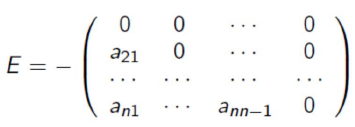 0 0 ⋯ 0
E = − a₂₁ 0 ⋯ 0
⋯ ⋯ ⋯ ⋯
aₙ₁ ⋯ aₙₙ₋₁ 0